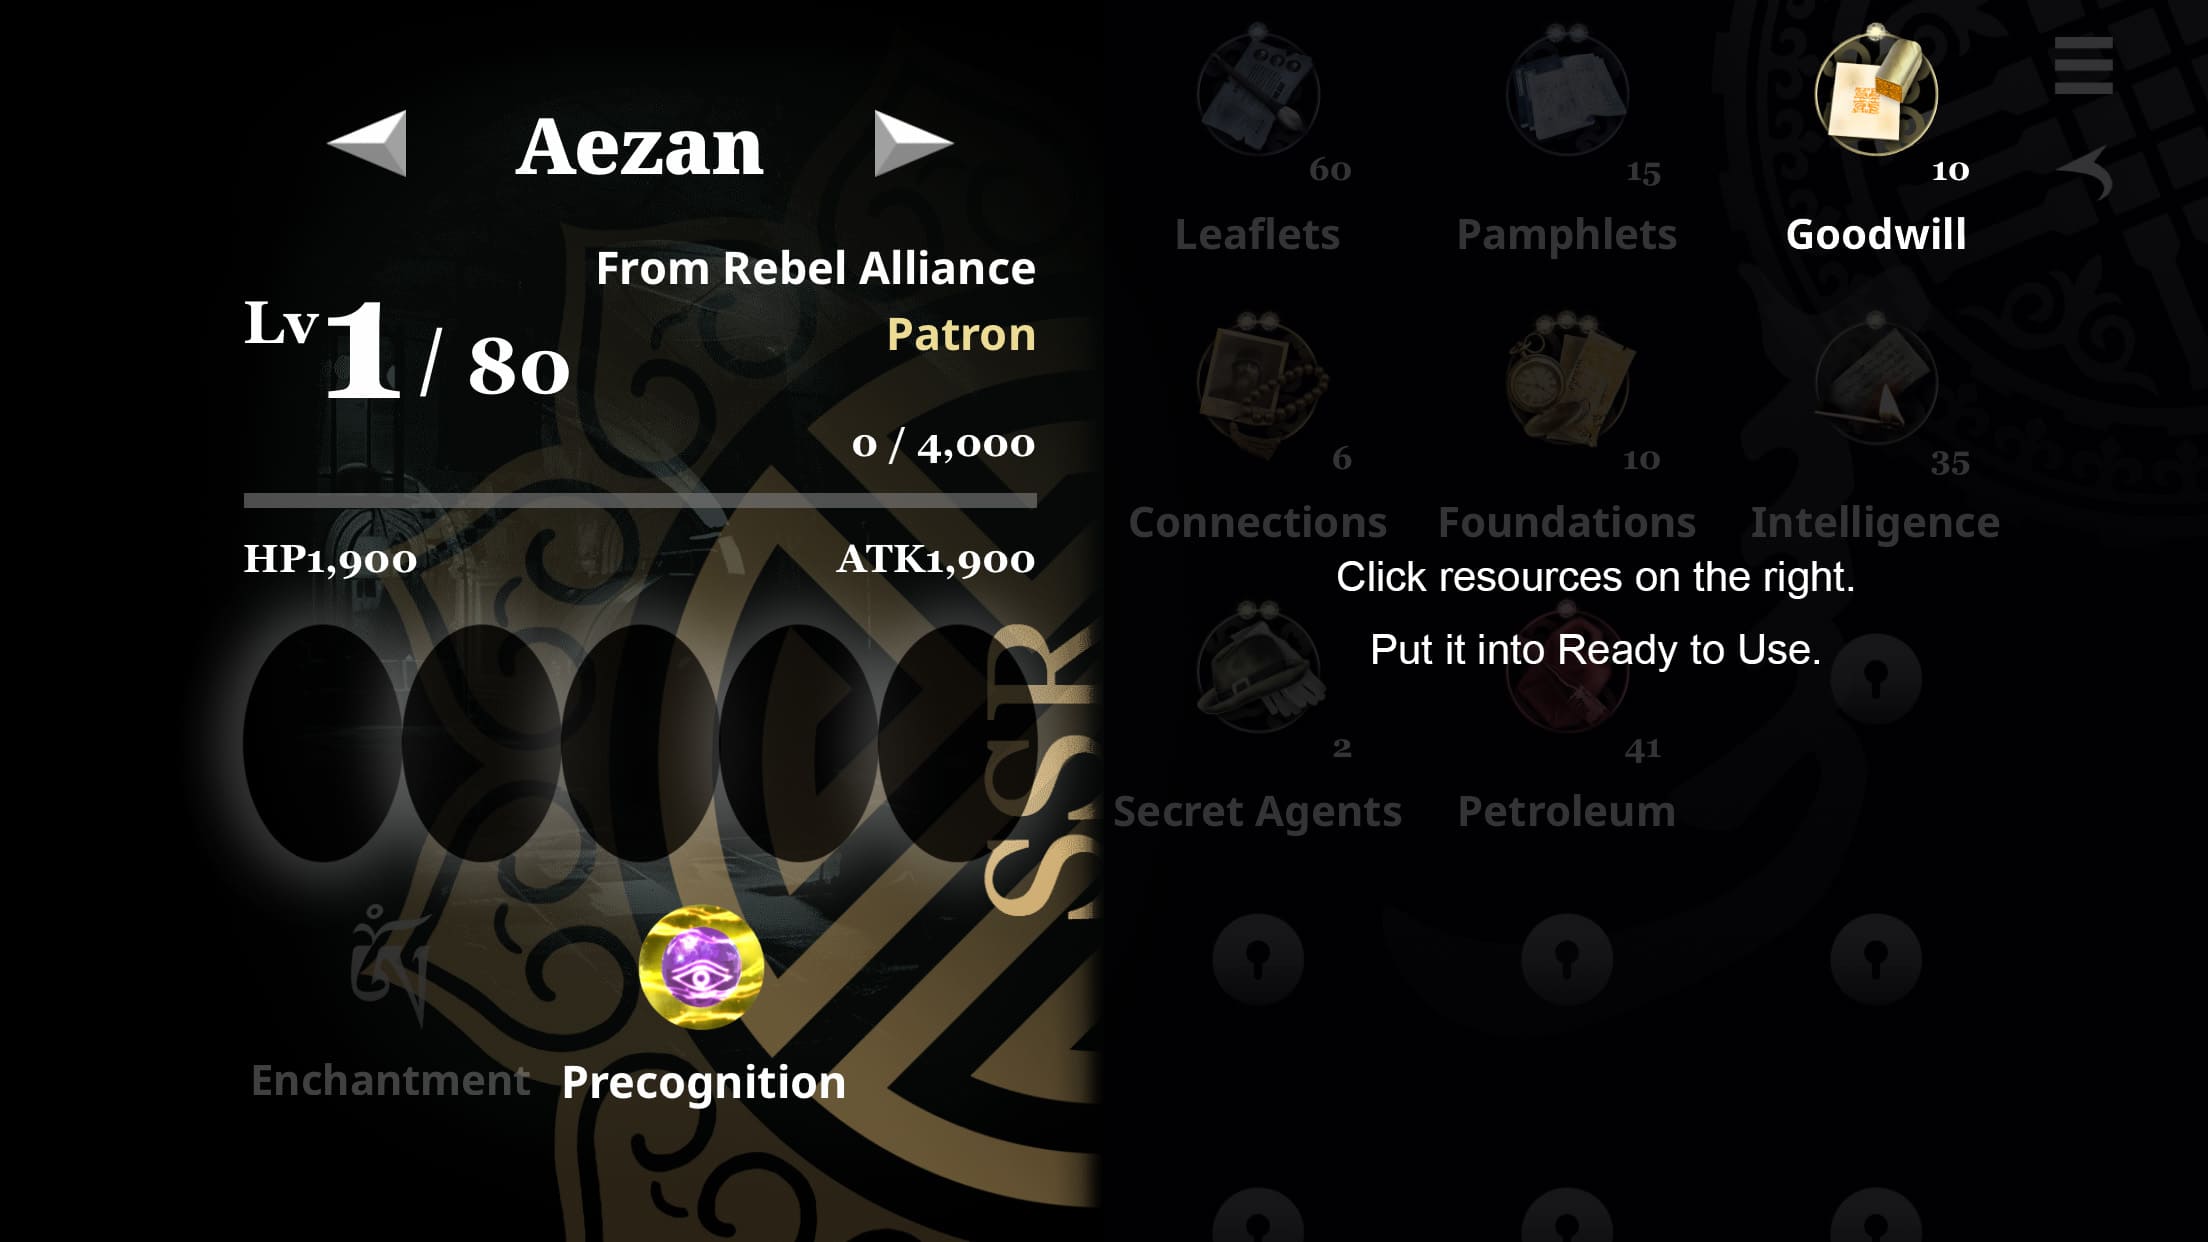 Aezan
From Rebel Alliance
Lv 1 / 80
Patron
0 / 4,000
HP1,900
ATK1,900
SSR
Enchantment
Precognition
60
Leaflets
15
Pamphlets
10
Goodwill
6
Connections
10
Foundations
35
Intelligence
Click resources on the right.
Put it into Ready to Use.
2
Secret Agents
41
Petroleum